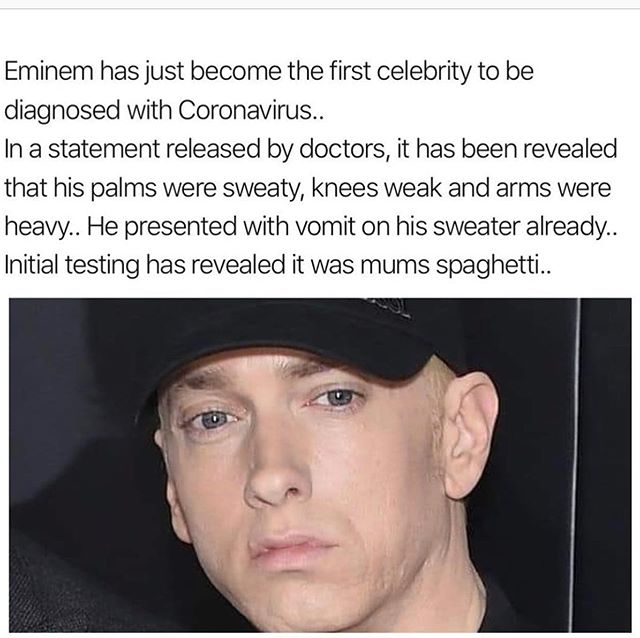 Eminem has just become the first celebrity to be
diagnosed with Coronavirus..
In a statement released by doctors, it has been revealed
that his palms were sweaty, knees weak and arms were
heavy.. He presented with vomit on his sweater already..
Initial testing has revealed it was mums spaghetti..